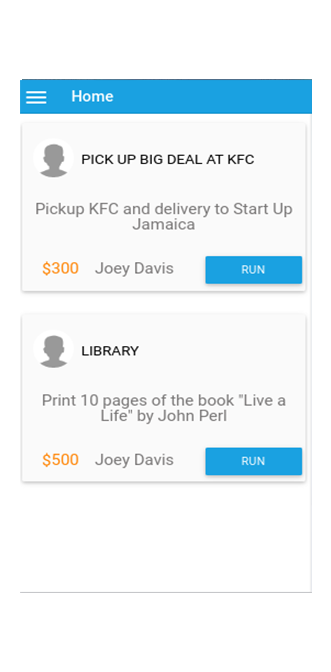 Home
PICK UP BIG DEAL AT KFC
Pickup KFC and delivery to Start Up
Jamaica
$300 Joey Davis RUN
LIBRARY
Print 10 pages of the book "Live a
Life" by John Perl
$500 Joey Davis RUN